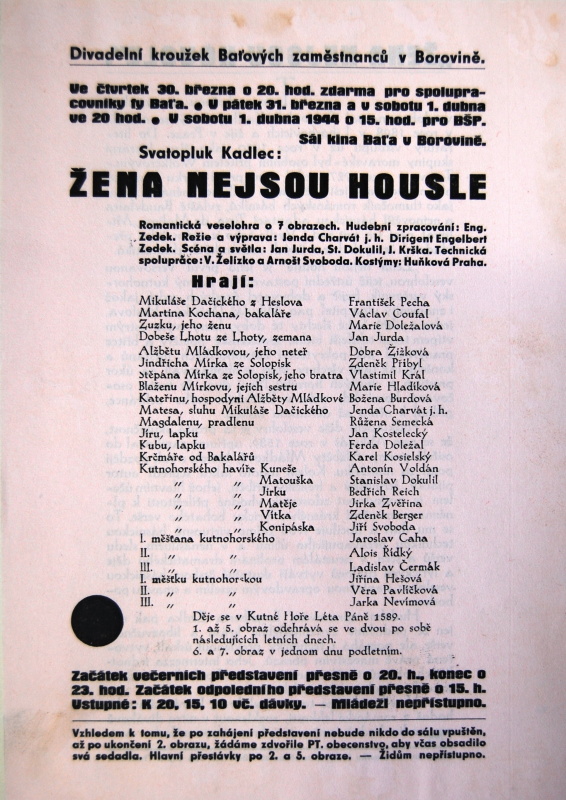 Divadelní kroužek Baťových zaměstnanců v Borovině.
Ve čtvrtek 30. března o 20. hod. zdarma pro spolupra-
covníky fy Baťa. • V pátek 31. března a v sobotu 1. dubna
ve 20 hod. • V sobotu 1. dubna 1944 o 15. hod. pro BŠP.
Sál kina Baťa v Borovině.
Svatopluk Kadlec:
ŽENA NEJSOU HOUSLE
Romantická veselohra o 7 obrazech. Hudební zpracování: Eng.
Zedek. Režie a výprava: Jenda Charvát j. h. Dirigent Engelbert
Zedek. Scéna a světla: Jan Jurda, St. Dokulil, J. Krška. Technická
spolupráce: V. Želízko a Arnošt Svoboda. Kostýmy: Huňková Praha.
Hrají:
Mikuláše Dačického z Heslova František Pecha
Martina Kochana, bakaláře Václav Coufal
Zuzku, jeho ženu Marie Doležalová
Dobeše Lhotu ze Lhoty, zemana Jan Jurda
Alžbětu Mládkovou, jeho neteř Dobra Žižková
Jindřicha Mírka ze Solopisk Zdeněk Přibyl
Štěpána Mírka ze Solopisk, jeho bratra Vlastimil Král
Blaženu Mírkovu, jejich sestru Marie Hladíková
Kateřinu, hospodyni Alžběty Mládkové Božena Burdová
Matesa, sluhu Mikuláše Dačického Jenda Charvát j. h.
Magdalenu, pradlenu Růžena Semecká
Jíru, lapku Jan Kostelecký
Kubu, lapku Ferda Doležal
Krčmáře od Bakalářů Karel Kosielský
Kutnohorského havíře Kuneše Antonín Voldán
„ „ Matouška Stanislav Dokulil
„ „ Jirku Bedřich Reich
„ „ Matěje Jirka Zvěřina
„ „ Vítka Zdeněk Berger
„ „ Konipáska Jiří Svoboda
I. měšťana kutnohorského Jaroslav Caha
II. „ „ Alois Řídký
III. „ „ Ladislav Čermák
I. měšťku kutnohorskou Jiřina Hešová
II. „ „ Věra Pavlíčková
III. „ „ Jarka Nevímová
Děje se v Kutné Hoře Léta Páně 1589.
1. až 5. obraz odehrává se ve dvou po sobě
následujících letních dnech.
6. a 7. obraz v jednom dnu podletním.
Začátek večerních představení přesně o 20. h., konec o
23. hod. Začátek odpoledního představení přesně o 15. h.
Vstupné: K 20, 15, 10 vč. dávky. — Mládeži nepřístupno.
Vzhledem k tomu, že po zahájení představení nebude nikdo do sálu vpuštěn,
až po ukončení 2. obrazu, žádáme zdvořile PT. obecenstvo, aby včas obsadilo
svá sedadla. Hlavní přestávky po 2. a 5. obraze. — Židům nepřístupno.